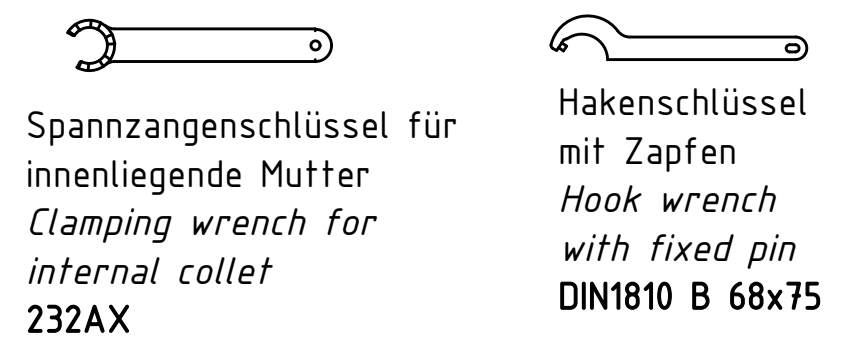 Spannzangenschlüssel für
innenliegende Mutter
Clamping wrench for
internal collet
232AX
Hakenschlüssel
mit Zapfen
Hook wrench
with fixed pin
DIN1810 B 68x75